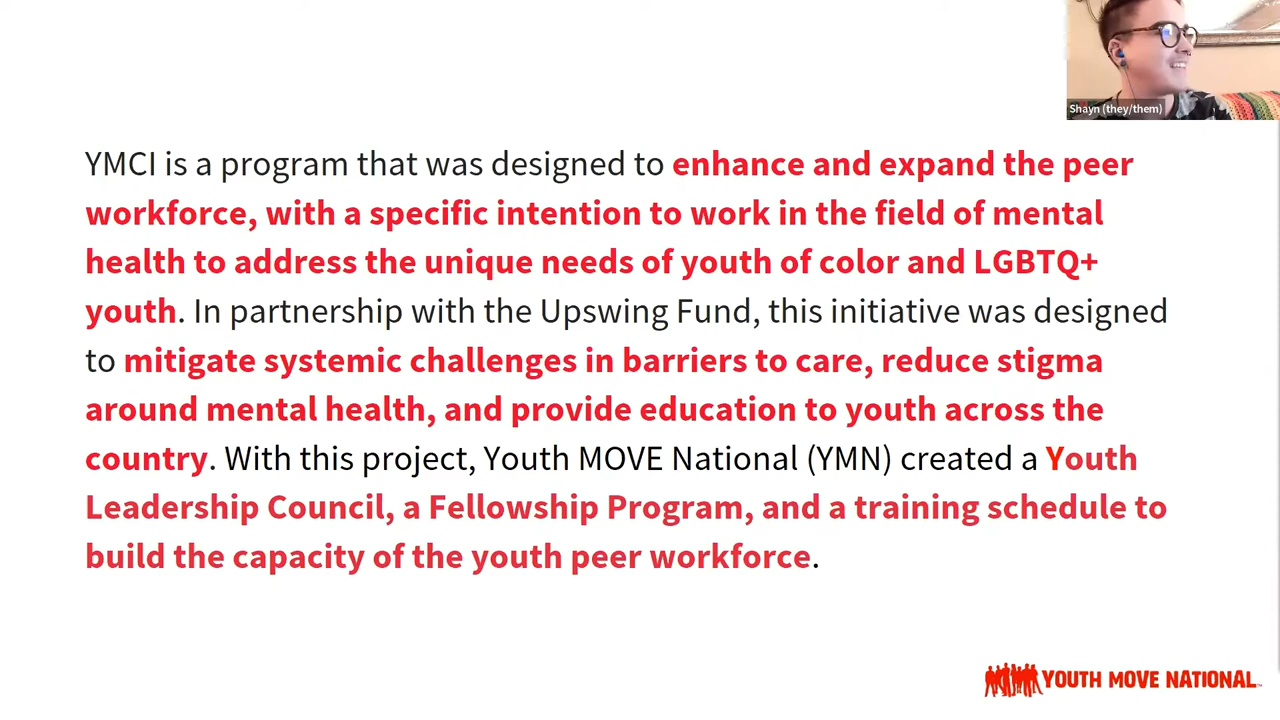 Shayn (they/them)
YMCI is a program that was designed to enhance and expand the peer
workforce, with a specific intention to work in the field of mental
health to address the unique needs of youth of color and LGBTQ+
youth. In partnership with the Upswing Fund, this initiative was designed
to mitigate systemic challenges in barriers to care, reduce stigma
around mental health, and provide education to youth across the
country. With this project, Youth MOVE National (YMN) created a Youth
Leadership Council, a Fellowship Program, and a training schedule to
build the capacity of the youth peer workforce.
YOUTH MOVE NATIONAL